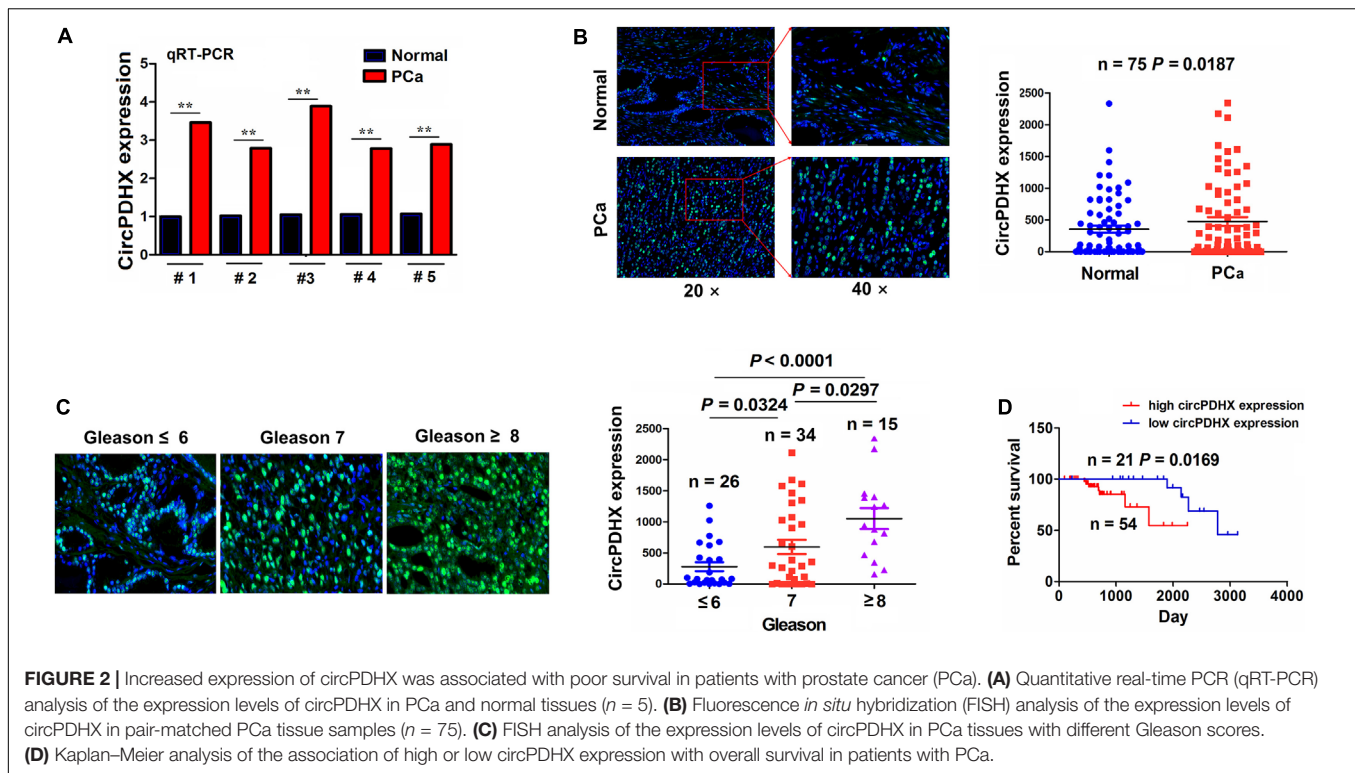 A
qRT-PCR
Normal
PCa
CircPDHX expression
5
4
3
2
1
0
**
**
**
**
**
# 1
# 2
#3
# 4
# 5
B
Normal
PCa
20 ×
40 ×
n = 75 P = 0.0187
CircPDHX expression
2500
2000
1500
1000
500
0
Normal
PCa
C
Gleason ≤ 6
Gleason 7
Gleason ≥ 8
P < 0.0001
P = 0.0297
P = 0.0324
CircPDHX expression
2500
2000
1500
1000
500
0
n = 26
n = 34
n = 15
≤ 6
7
≥ 8
Gleason
D
high circPDHX expression
low circPDHX expression
Percent survival
150
100
50
0
n = 21 P = 0.0169
n = 54
0
1000
2000
3000
4000
Day
FIGURE 2 | Increased expression of circPDHX was associated with poor survival in patients with prostate cancer (PCa). (A) Quantitative real-time PCR (qRT-PCR)
analysis of the expression levels of circPDHX in PCa and normal tissues (n = 5). (B) Fluorescence in situ hybridization (FISH) analysis of the expression levels of
circPDHX in pair-matched PCa tissue samples (n = 75). (C) FISH analysis of the expression levels of circPDHX in PCa tissues with different Gleason scores.
(D) Kaplan–Meier analysis of the association of high or low circPDHX expression with overall survival in patients with PCa.